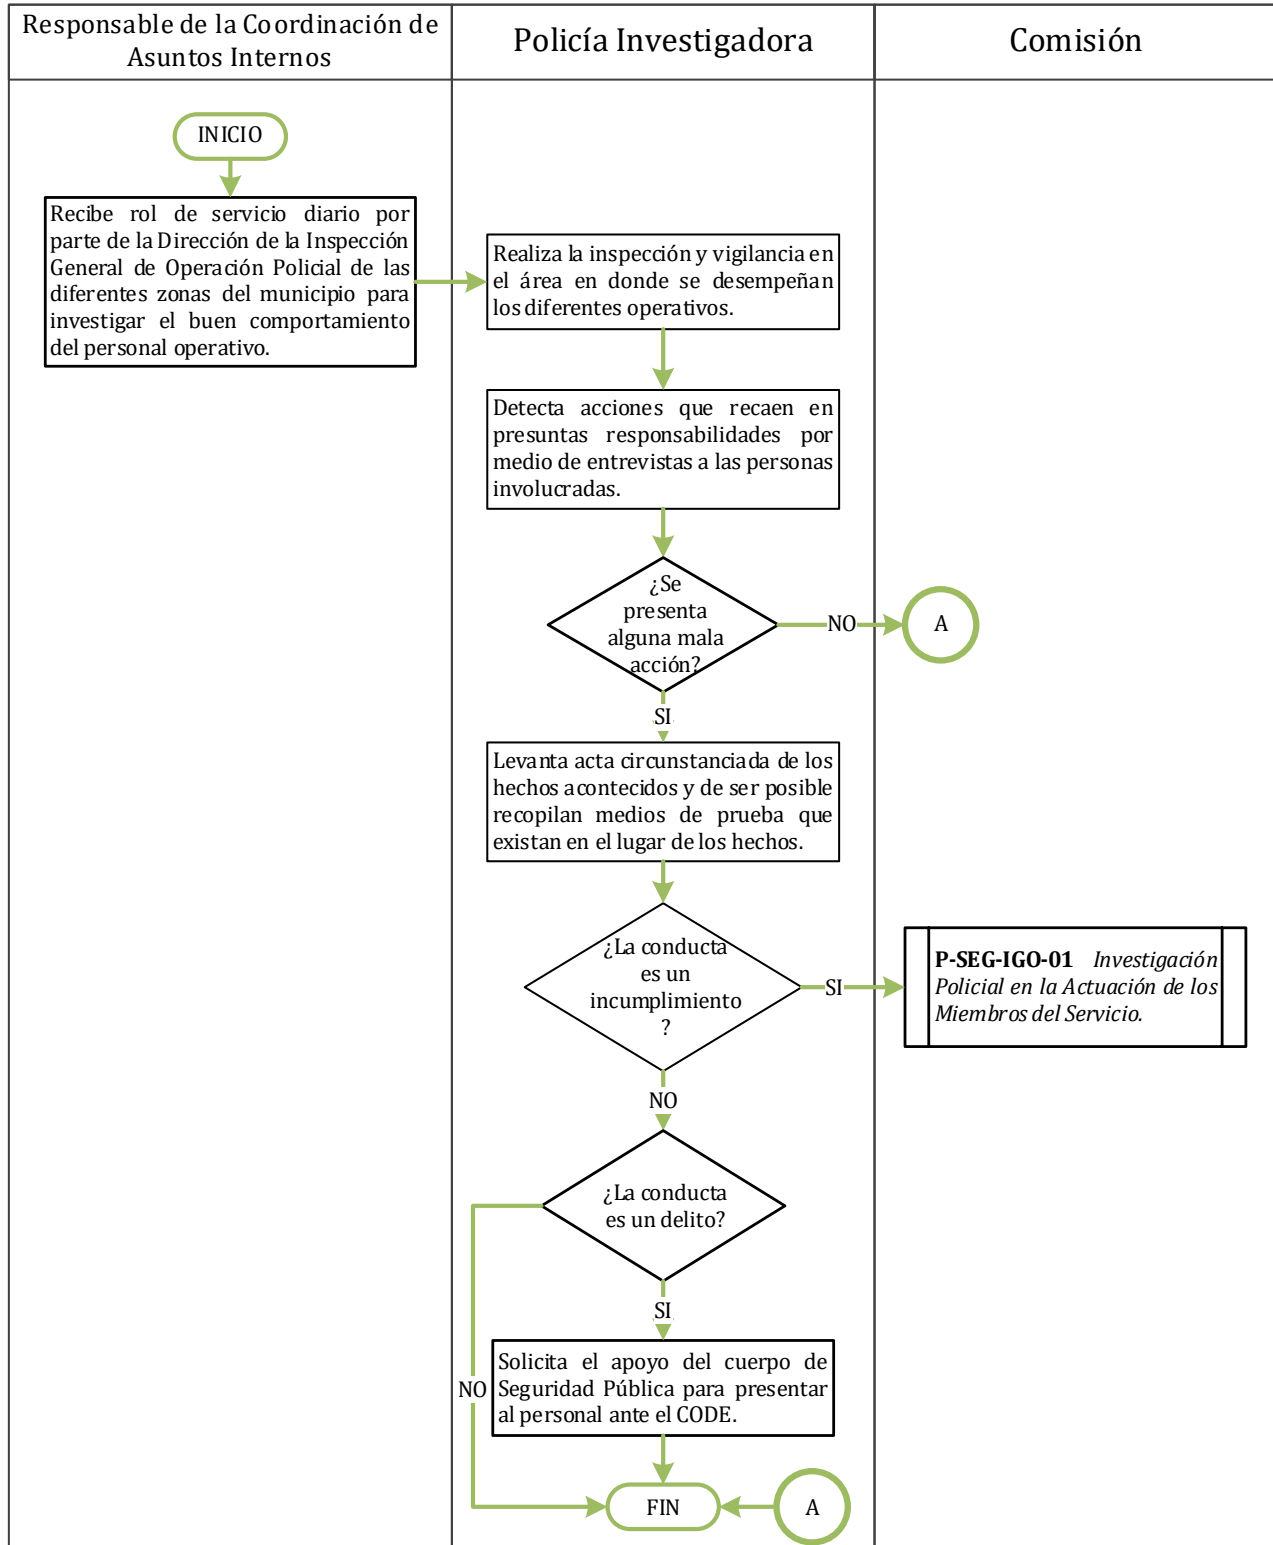 Responsable de la Coordinación de
Asuntos Internos
Policía Investigadora
Comisión
INICIO
Recibe rol de servicio diario por
parte de la Dirección de la Inspección
General de Operación Policial de las
diferentes zonas del municipio para
investigar el buen comportamiento
del personal operativo.
Realiza la inspección y vigilancia en
el área en donde se desempeñan
los diferentes operativos.
Detecta acciones que recaen en
presuntas responsabilidades por
medio de entrevistas a las personas
involucradas.
¿Se
presenta
alguna mala
acción?
NO
A
SI
Levanta acta circunstanciada de los
hechos acontecidos y de ser posible
recopilan medios de prueba que
existan en el lugar de los hechos.
¿La conducta
es un
incumplimiento
?
SI
P-SEG-IGO-01 Investigación
Policial en la Actuación de los
Miembros del Servicio.
NO
¿La conducta
es un delito?
SI
NO
Solicita el apoyo del cuerpo de
Seguridad Pública para presentar
al personal ante el CODE.
FIN
A